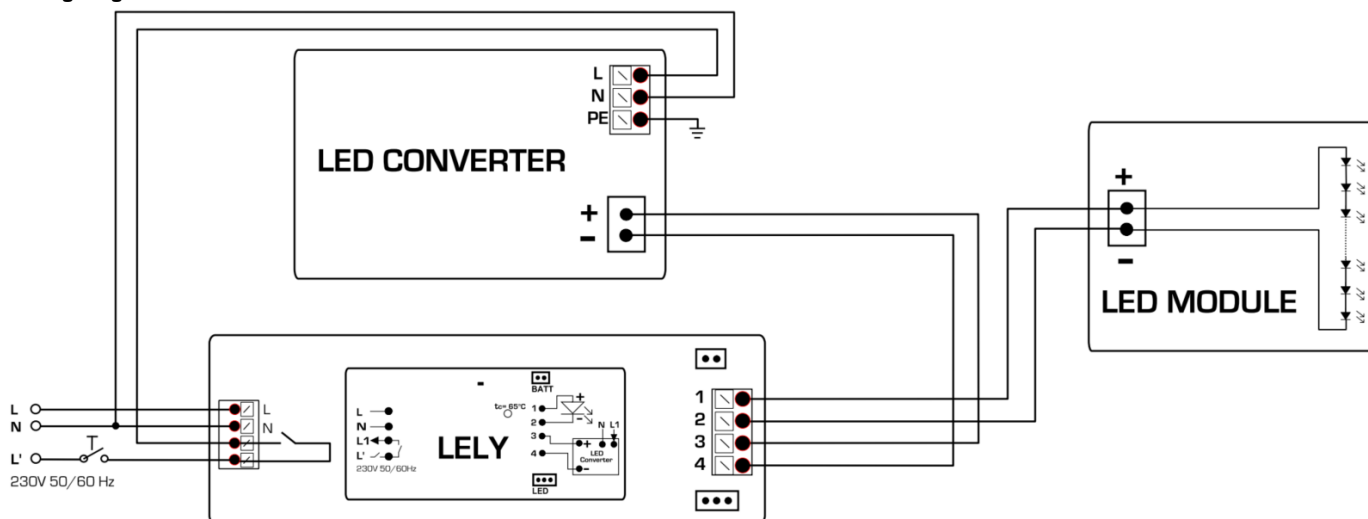 L
N
PE
LED CONVERTER
+
-
+
-
LED MODULE
L
N
L'
230V 50/60 Hz
T
L
N
-
BATT
tc= 65°C
L
N
L1
L'
230V 50/60Hz
LELY
1
2
3
4
+
-
N L1
+
LED
Converter
-
LED
1
2
3
4